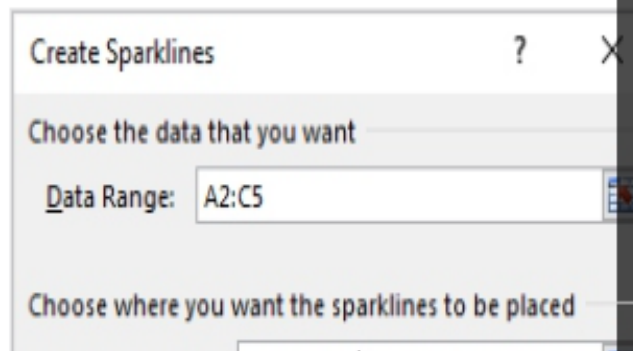 Create Sparklines ? X
Choose the data that you want
Data Range: A2:C5
Choose where you want the sparklines to be placed